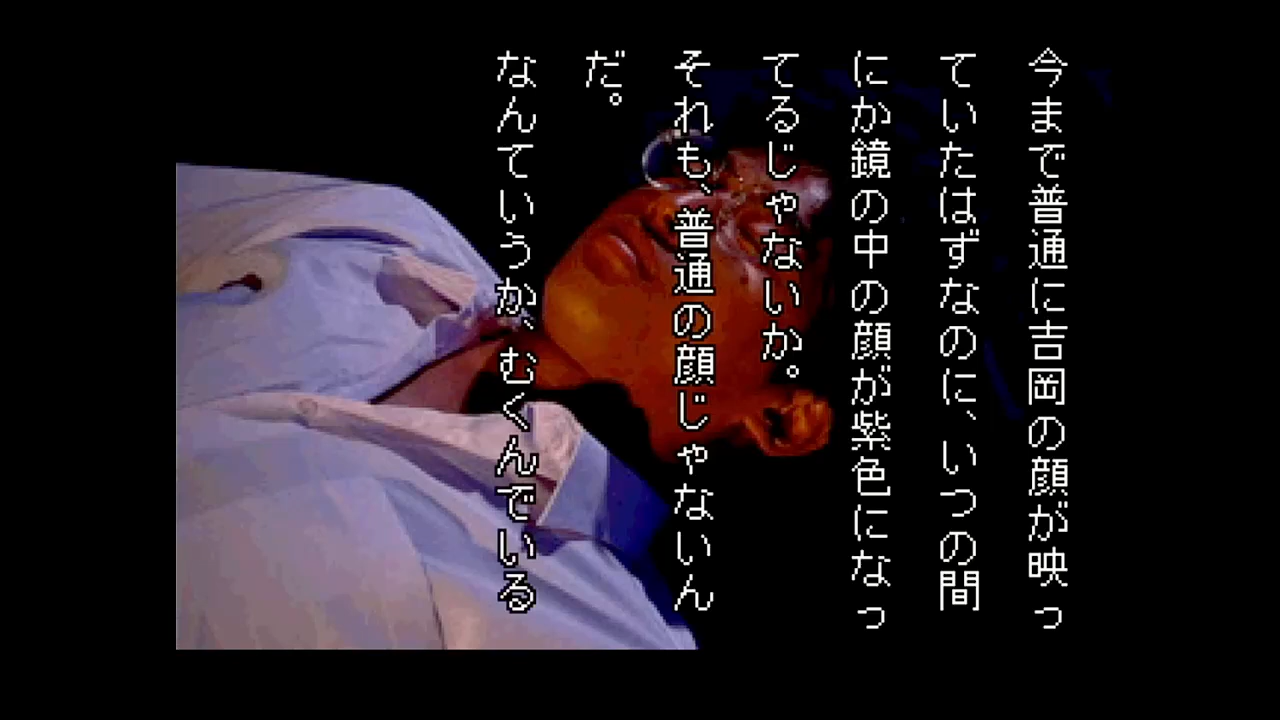 今まで普通に吉岡の顔が映っ
ていたはずなのに、いつの間
にか鏡の中の顔が紫色になっ
てるじゃないか。
それも、普通の顔じゃないん
だ。
なんていうか、むくんでいる